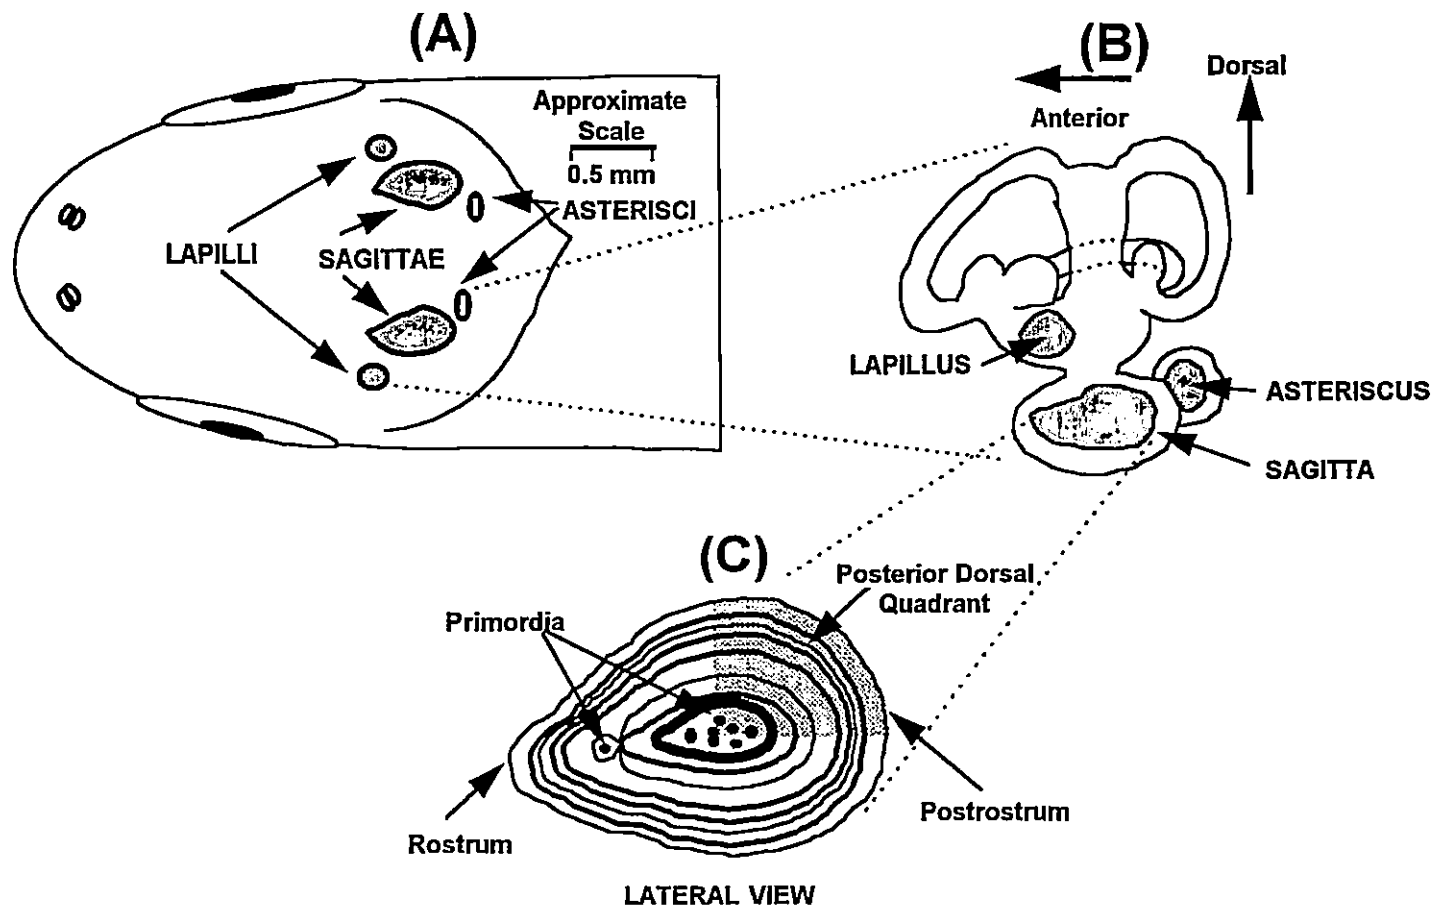 (A)
Approximate
Scale
0.5 mm
LAPILLI
SAGITTAE
ASTERISCI
(B)
Dorsal
Anterior
LAPILLUS
ASTERISCUS
SAGITTA
(C)
Posterior Dorsal
Quadrant
Primordia
Rostrum
Postrostrum
LATERAL VIEW